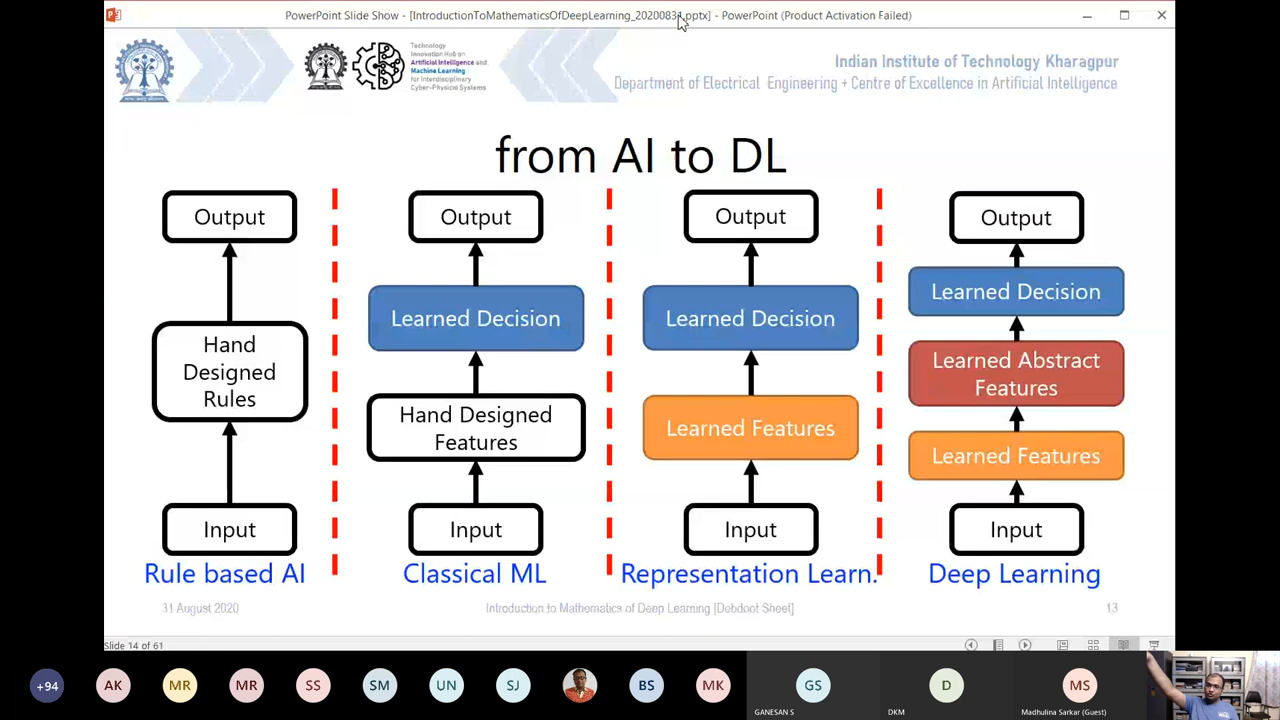 PowerPoint Slide Show - [IntroductionToMathematicsOfDeepLearning_20200831.pptx] - PowerPoint (Product Activation Failed)
Technology
Innovation Hub on
Artificial Intelligence and
Machine Learning
for Interdisciplinary
Cyber-Physical Systems
Indian Institute of Technology Kharagpur
Department of Electrical Engineering + Centre of Excellence in Artificial Intelligence
from AI to DL
Output
Hand
Designed
Rules
Input
Rule based AI
Output
Learned Decision
Hand Designed
Features
Input
Classical ML
Output
Learned Decision
Learned Features
Input
Representation Learn.
Output
Learned Decision
Learned Abstract
Features
Learned Features
Input
Deep Learning
31 August 2020
Introduction to Mathematics of Deep Learning [Debdoot Sheet]
13
Slide 14 of 61
+94
AK
MR
MR
SS
SM
UN
SJ
BS
MK
GS
GANESAN S
D
DKM
MS
Madhulina Sarkar (Guest)